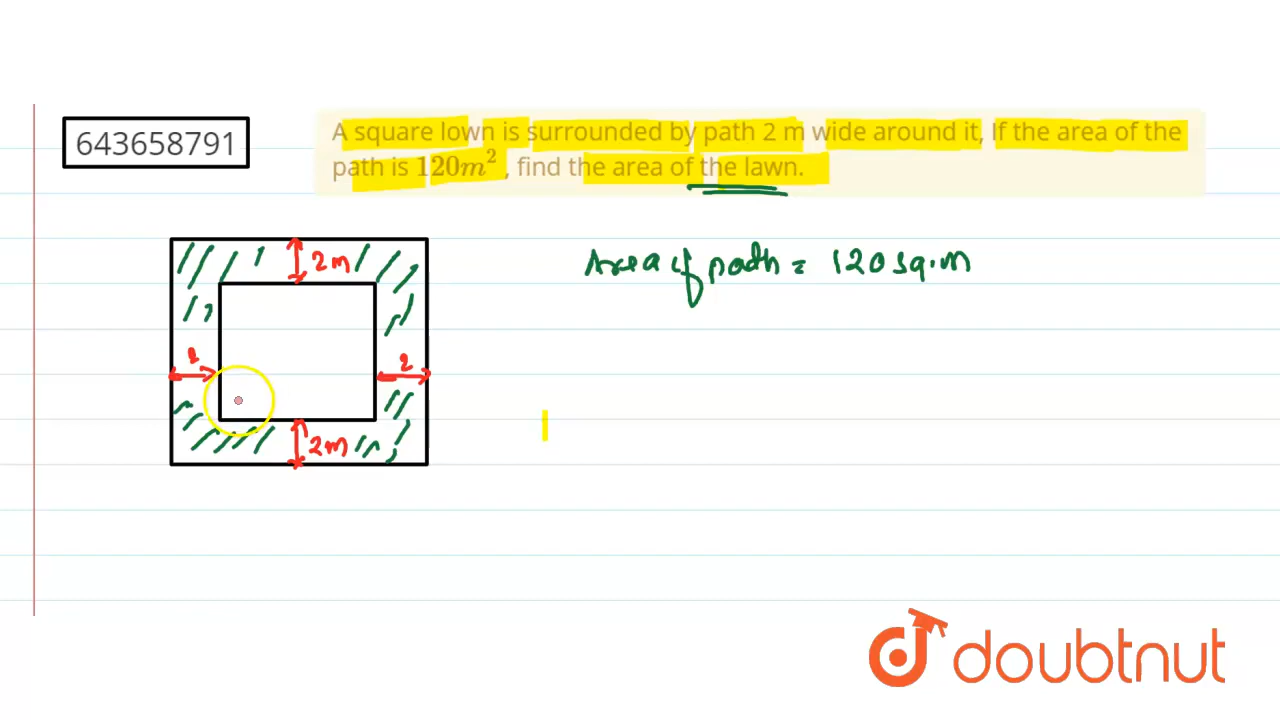 643658791
A square lown is surrounded by path 2 m wide around it, If the area of the
path is 120m², find the area of the lawn.
2m
Area of path = 120 sq.m
2
2
2m
doubtnut